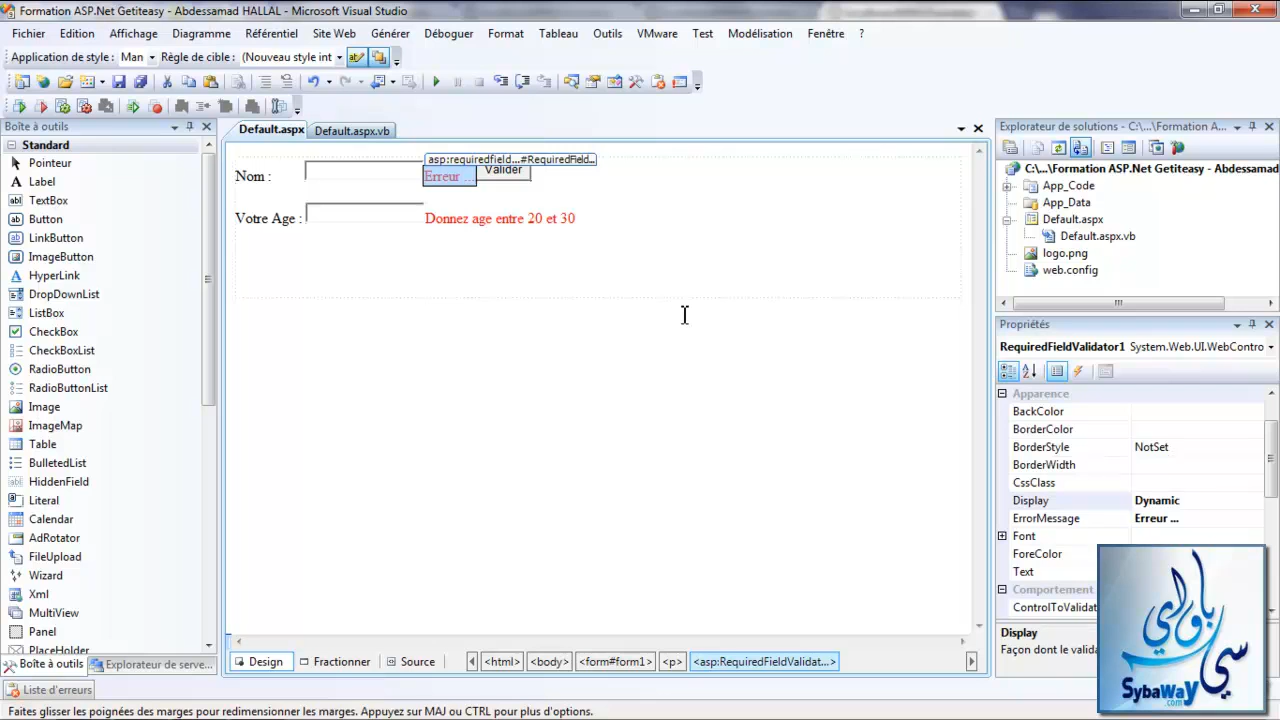 Formation ASP.Net Getiteasy - Abdessamad HALLAL - Microsoft Visual Studio
Fichier Edition Affichage Diagramme Référentiel Site Web Générer Déboguer Format Tableau Outils VMware Test Modélisation Fenêtre ?
Application de style : Man Règle de cible : (Nouveau style int
Boîte à outils
Default.aspx Default.aspx.vb
Explorateur de solutions - C:\...\Formation A...
Standard
Pointeur
Label
TextBox
Button
LinkButton
ImageButton
HyperLink
DropDownList
ListBox
CheckBox
CheckBoxList
RadioButton
RadioButtonList
Image
ImageMap
Table
BulletedList
HiddenField
Literal
Calendar
AdRotator
FileUpload
Wizard
Xml
MultiView
Panel
PlaceHolder
Boîte à outils Explorateur de serve...
asp:requiredfield...#RequiredField...
Nom : Erreur ... Valider
Votre Age : Donnez age entre 20 et 30
Design Fractionner Source <html> <body> <form#form1> <p> <asp:RequiredFieldValidat...>
C:\...\Formation ASP.Net Getiteasy - Abdessamad
App_Code
App_Data
Default.aspx
Default.aspx.vb
logo.png
web.config
Propriétés
RequiredFieldValidator1 System.Web.UI.WebContro
Apparence
BackColor
BorderColor
BorderStyle NotSet
BorderWidth
CssClass
Display Dynamic
ErrorMessage Erreur ...
Font
ForeColor
Text
Comportement
ControlToValidat
Display
Façon dont le valida
سي باواي
SybaWay.com
Liste d'erreurs
Faites glisser les poignées des marges pour redimensionner les marges. Appuyez sur MAJ ou CTRL pour plus d'options.